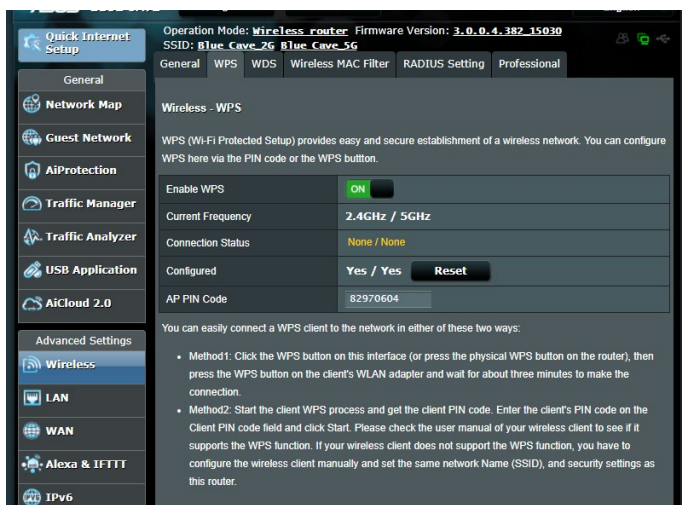 Quick Internet
Setup
Operation Mode: Wireless router Firmware Version: 3.0.0.4.382_15030
SSID: Blue Cave_2G Blue Cave_5G
General WPS WDS Wireless MAC Filter RADIUS Setting Professional
General
Network Map
Guest Network
AiProtection
Traffic Manager
Traffic Analyzer
USB Application
AiCloud 2.0
Advanced Settings
Wireless
LAN
WAN
Alexa & IFTTT
IPv6
Wireless - WPS
WPS (Wi-Fi Protected Setup) provides easy and secure establishment of a wireless network. You can configure
WPS here via the PIN code or the WPS buttton.
Enable WPS ON
Current Frequency 2.4GHz / 5GHz
Connection Status None / None
Configured Yes / Yes Reset
AP PIN Code 82970604
You can easily connect a WPS client to the network in either of these two ways:
• Method1: Click the WPS button on this interface (or press the physical WPS button on the router), then
press the WPS button on the client's WLAN adapter and wait for about three minutes to make the
connection.
• Method2: Start the client WPS process and get the client PIN code. Enter the client's PIN code on the
Client PIN code field and click Start. Please check the user manual of your wireless client to see if it
supports the WPS function. If your wireless client does not support the WPS function, you have to
configure the wireless client manually and set the same network Name (SSID), and security settings as
this router.